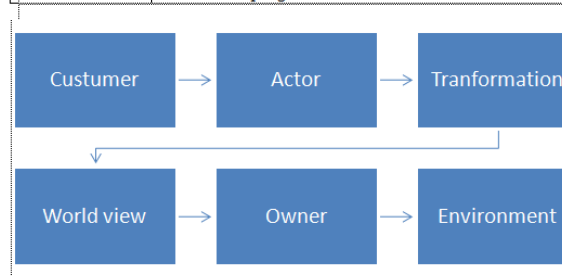 Custumer
Actor
Tranformation
World view
Owner
Environment